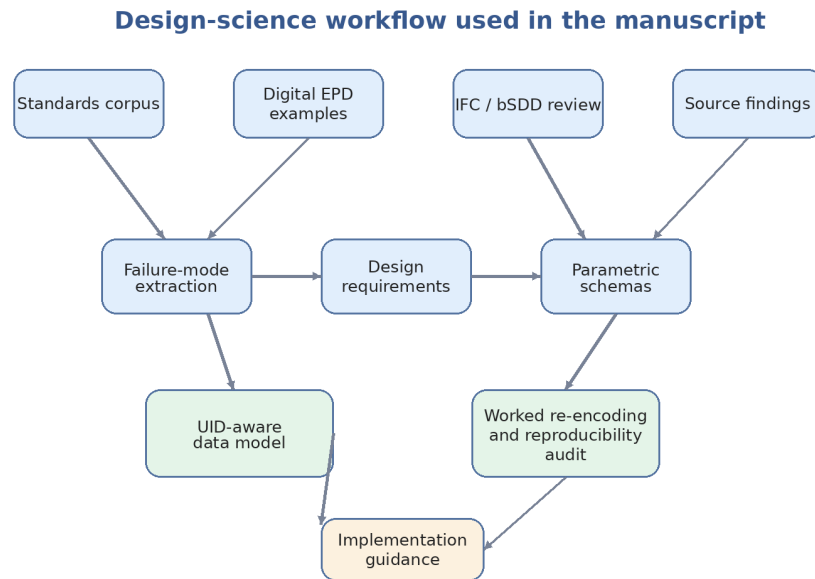 Design-science workflow used in the manuscript
Standards corpus
Digital EPD
examples
IFC / bSDD review
Source findings
Failure-mode
extraction
Design
requirements
Parametric
schemas
UID-aware
data model
Worked re-encoding
and reproducibility
audit
Implementation
guidance